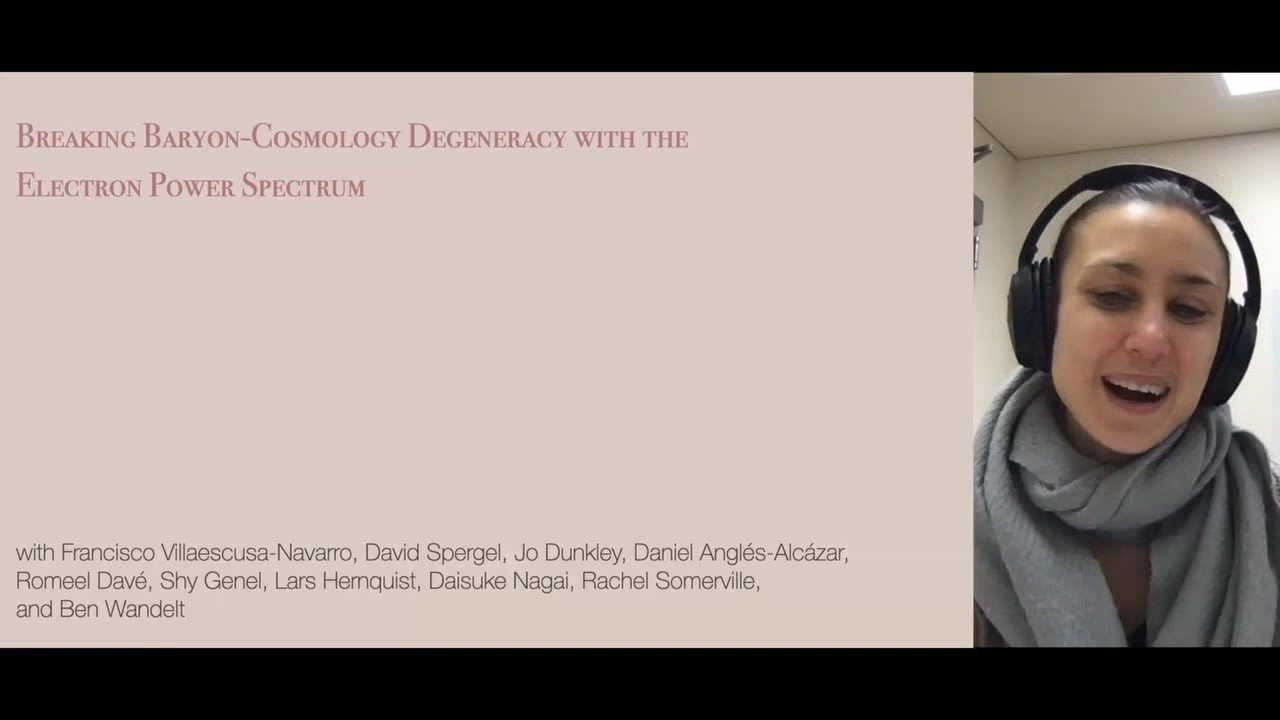 Breaking Baryon-Cosmology Degeneracy with the
Electron Power Spectrum
with Francisco Villaescusa-Navarro, David Spergel, Jo Dunkley, Daniel Anglés-Alcázar,
Romeel Davé, Shy Genel, Lars Hernquist, Daisuke Nagai, Rachel Somerville,
and Ben Wandelt